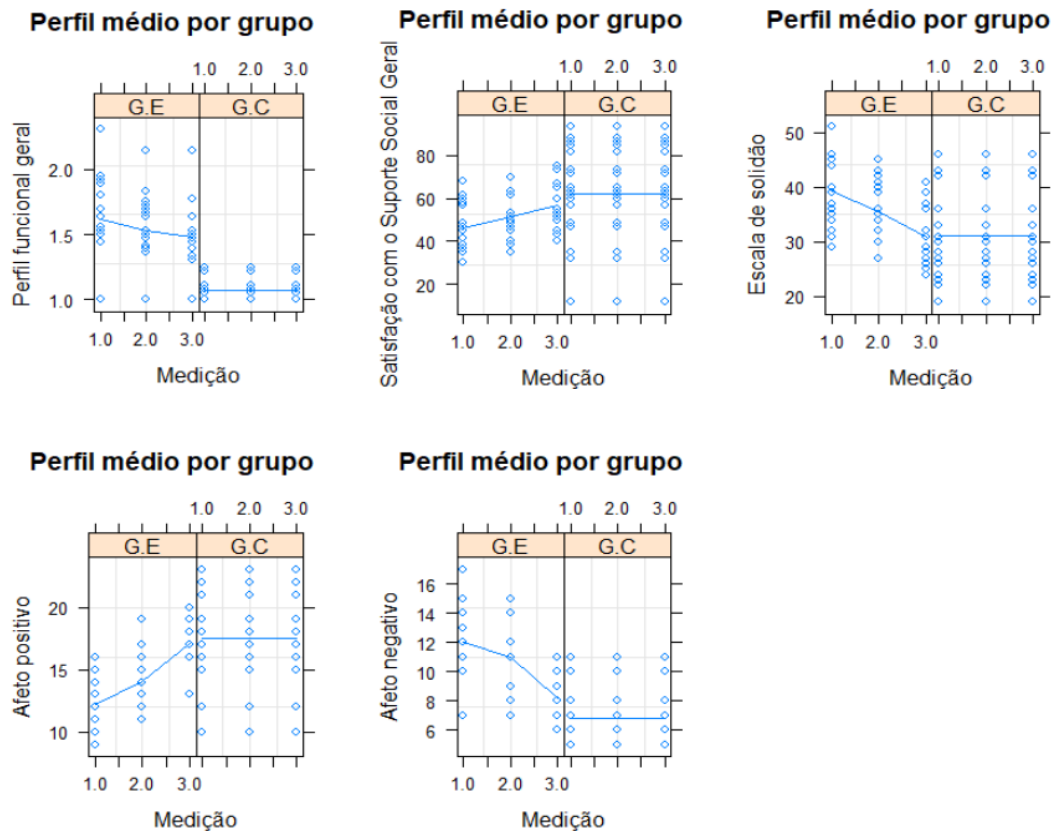 Perfil médio por grupo
1.0 2.0 3.0
G.E G.C
Perfil funcional geral
2.0
1.5
1.0
1.0 2.0 3.0
Medição
Perfil médio por grupo
1.0 2.0 3.0
G.E G.C
Satisfação com o Suporte Social Geral
80
60
40
20
1.0 2.0 3.0
Medição
Perfil médio por grupo
1.0 2.0 3.0
G.E G.C
Escala de solidão
50
40
30
20
1.0 2.0 3.0
Medição
Perfil médio por grupo
1.0 2.0 3.0
G.E G.C
Afeto positivo
20
15
10
1.0 2.0 3.0
Medição
Perfil médio por grupo
1.0 2.0 3.0
G.E G.C
Afeto negativo
16
14
12
10
8
6
1.0 2.0 3.0
Medição